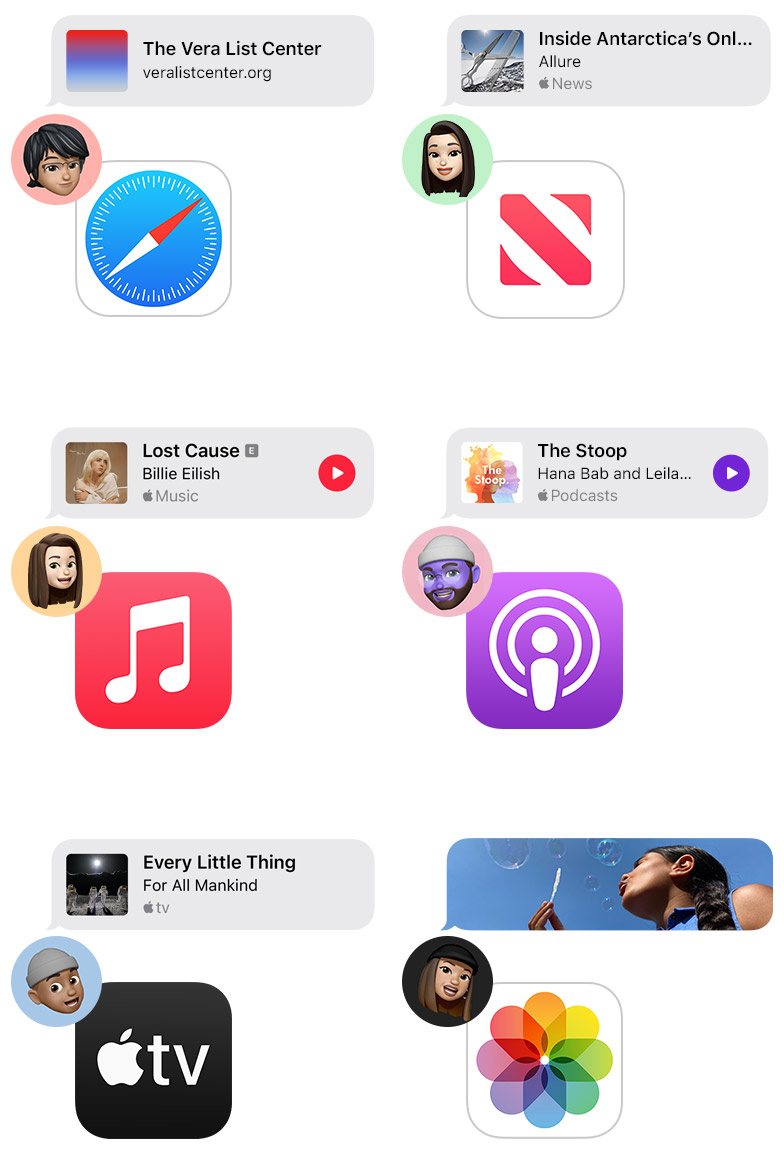 The Vera List Center
veralistcenter.org
Inside Antarctica’s Onl...
Allure
News
Lost Cause E
Billie Eilish
Music
The Stoop
Hana Bab and Leila...
Podcasts
The
Stoop.
Every Little Thing
For All Mankind
tv
tv